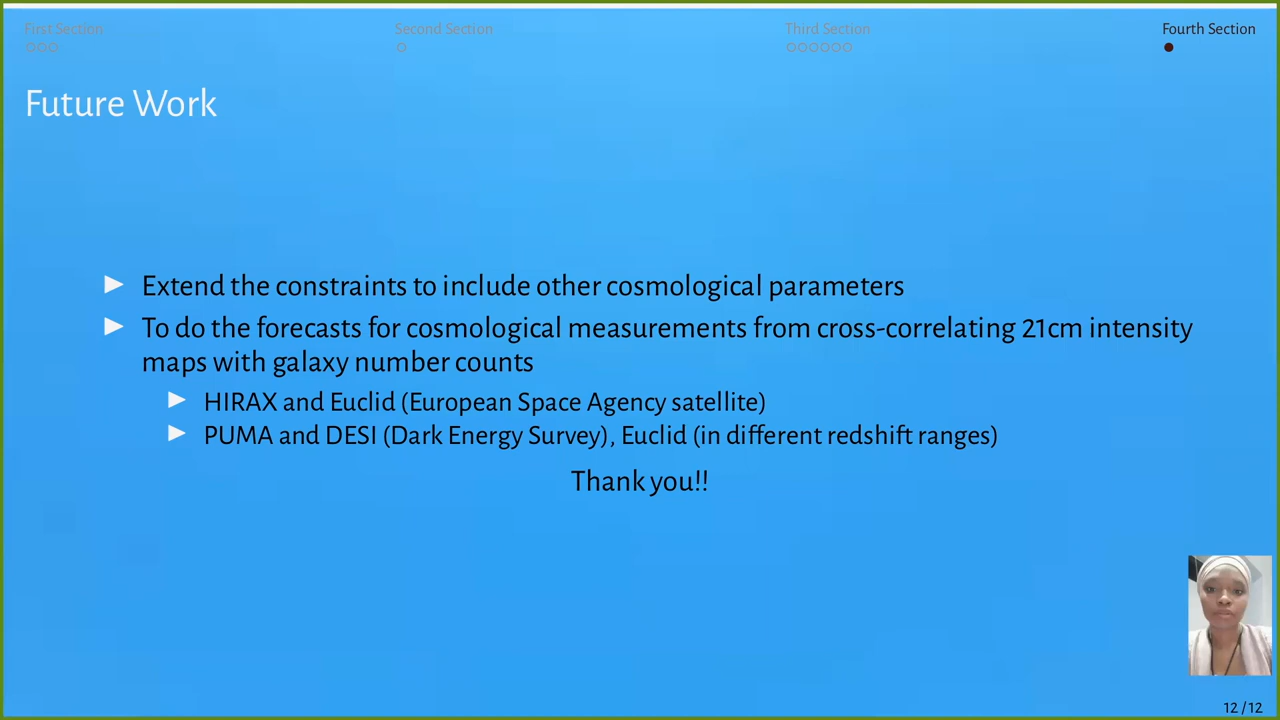 First Section
Second Section
Third Section
Fourth Section
Future Work
Extend the constraints to include other cosmological parameters
To do the forecasts for cosmological measurements from cross-correlating 21cm intensity
maps with galaxy number counts
HIRAX and Euclid (European Space Agency satellite)
PUMA and DESI (Dark Energy Survey), Euclid (in different redshift ranges)
Thank you!!
12 / 12